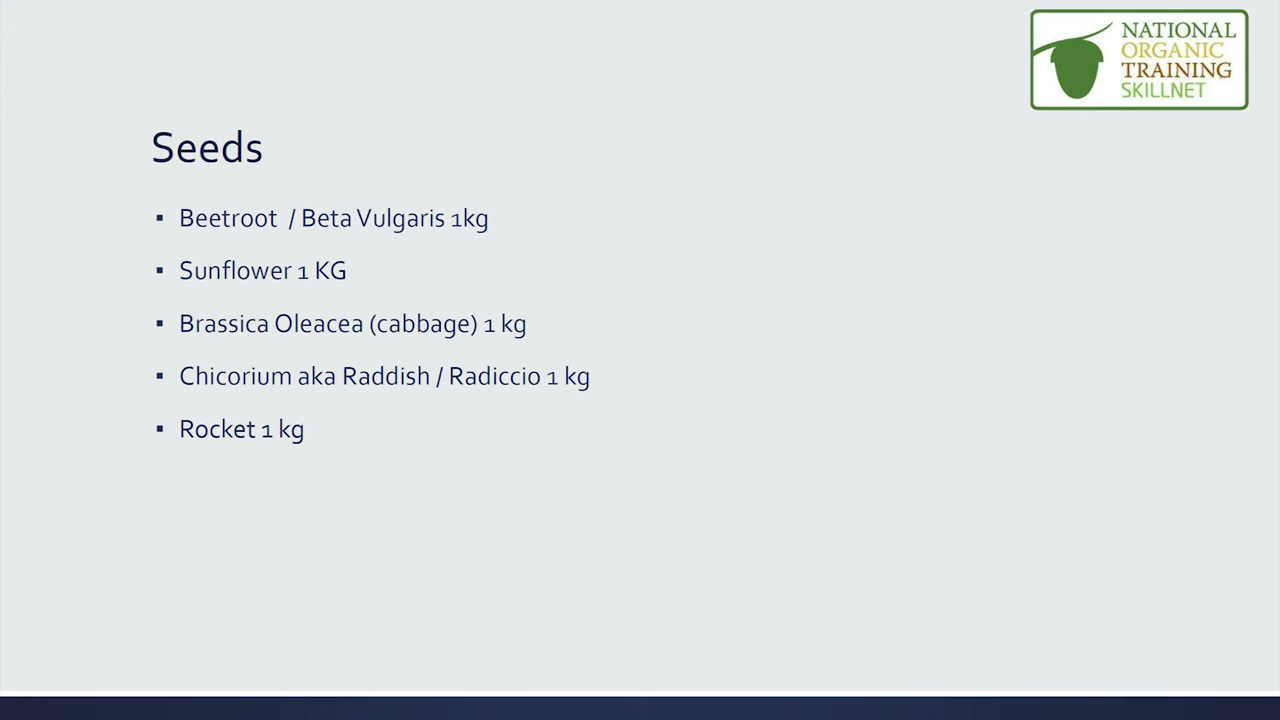 NATIONAL
ORGANIC
TRAINING
SKILLNET
Seeds
▪ Beetroot / Beta Vulgaris 1kg
▪ Sunflower 1 KG
▪ Brassica Oleacea (cabbage) 1 kg
▪ Chicorium aka Raddish / Radiccio 1 kg
▪ Rocket 1 kg